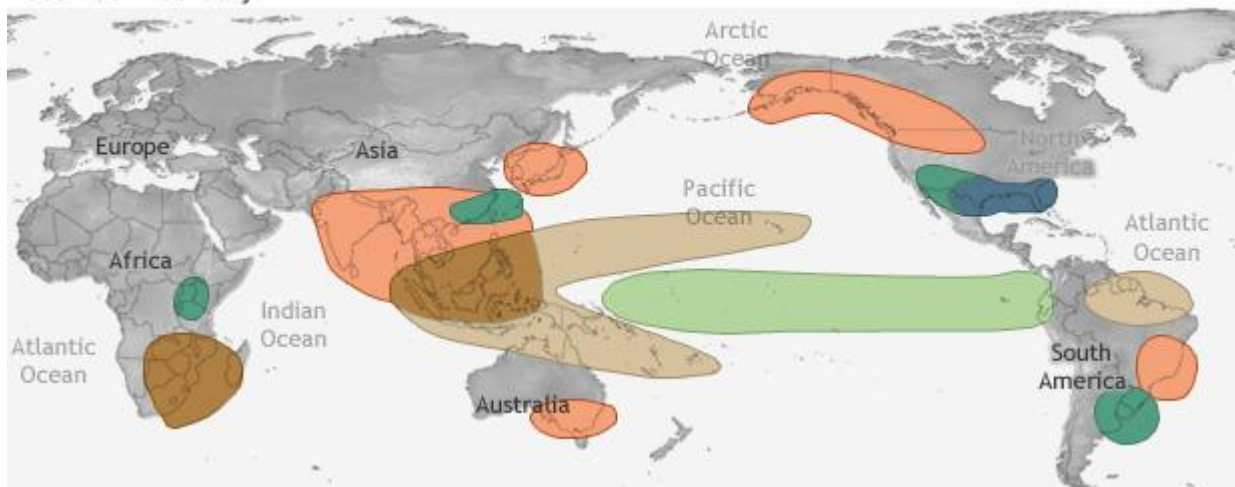 Arctic
Ocean
Europe
Asia
North
America
Pacific
Ocean
Atlantic
Ocean
Africa
Indian
Ocean
Atlantic
Ocean
South
America
Australia